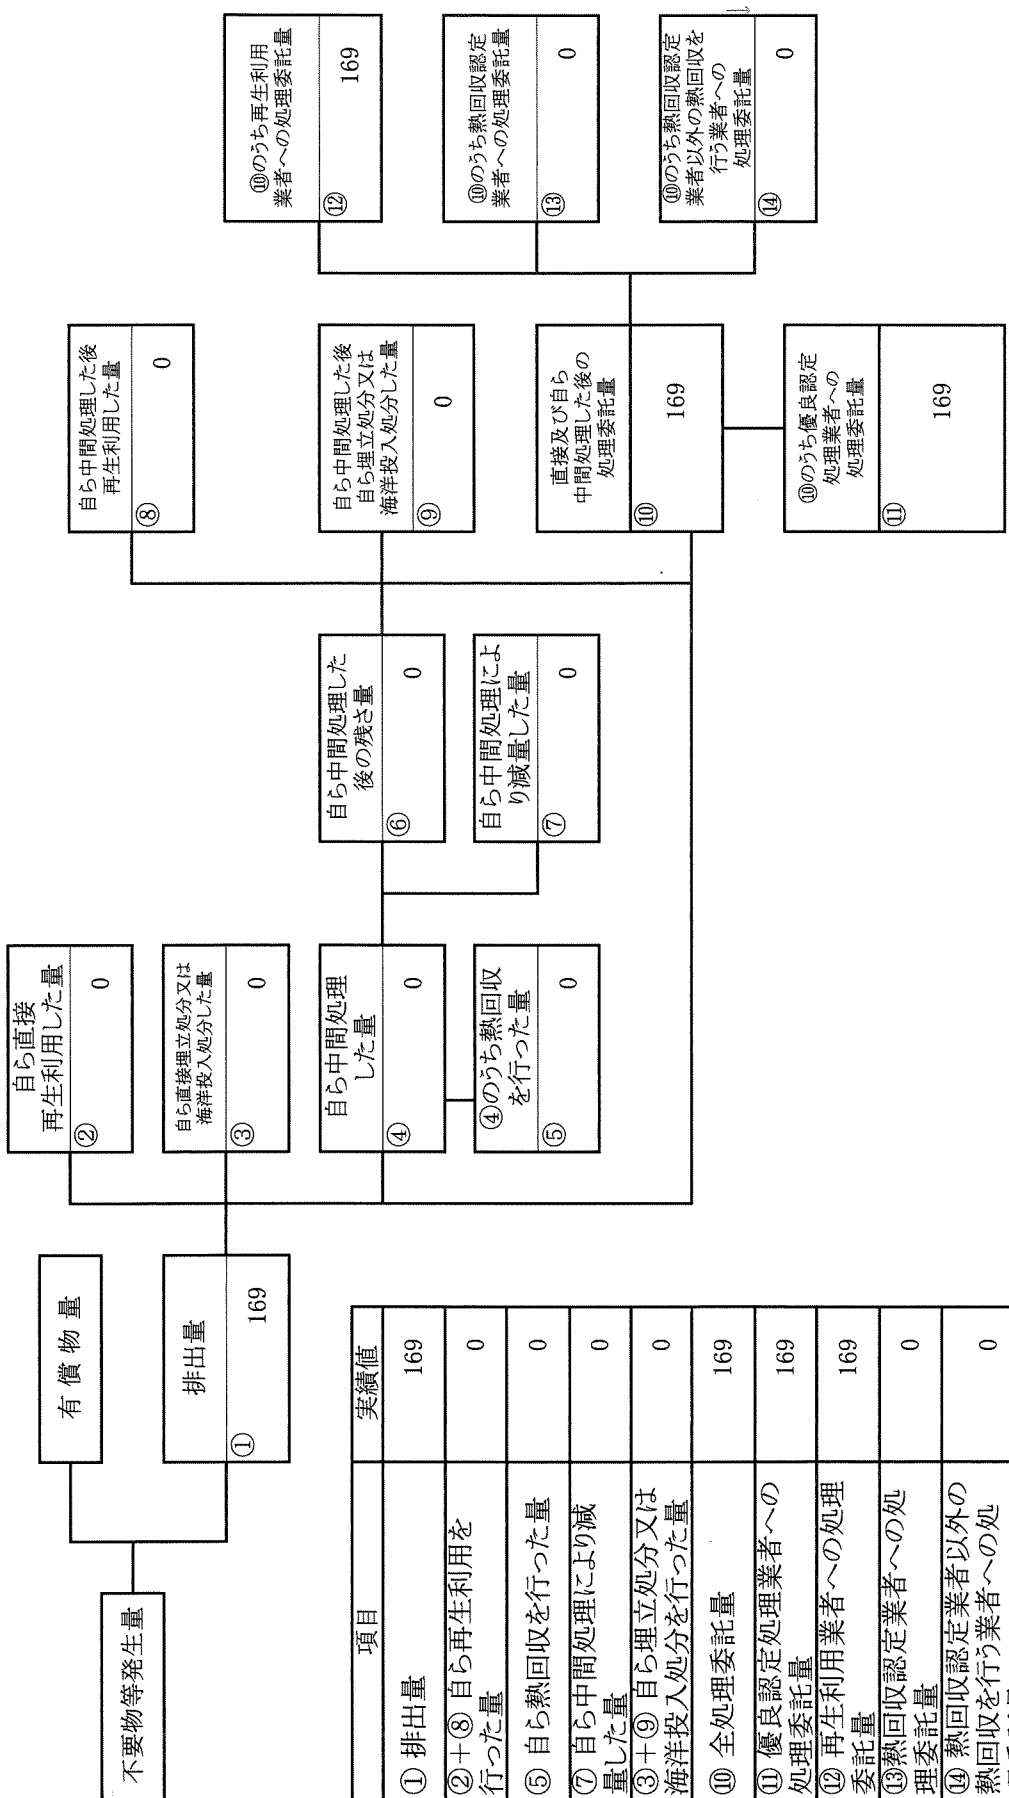 不要物等発生量
有償物量
排出量
①
169
自ら直接
再生利用した量
②
0
自ら直接埋立処分又は
海洋投入処分した量
③
0
自ら中間処理
した量
④
0
④のうち熱回収
を行った量
⑤
0
自ら中間処理した
後の残さ量
⑥
0
自ら中間処理によ
り減量した量
⑦
0
自ら中間処理した後
再生利用した量
⑧
0
自ら中間処理した後
自ら埋立処分又は
海洋投入処分した量
⑨
0
直接及び自ら
中間処理した後の
処理委託量
⑩
169
⑩のうち優良認定
処理業者への
処理委託量
⑪
169
⑩のうち再生利用
業者への処理委託量
⑫
169
⑩のうち熱回収認定
業者への処理委託量
⑬
0
⑩のうち熱回収認定
業者以外の熱回収を
行う業者への
処理委託量
⑭
0
項目 実績値
① 排出量 169
②+⑧ 自ら再生利用を
行った量 0
⑤ 自ら熱回収を行った量 0
⑦ 自ら中間処理により減
量した量 0
③+⑨ 自ら埋立処分又は
海洋投入処分を行った量 0
⑩ 全処理委託量 169
⑪ 優良認定処理業者への
処理委託量 169
⑫ 再生利用業者への処理
委託量 169
⑬熱回収認定業者への処
理委託量 0
⑭ 熱回収認定業者以外の
熱回収を行う業者への処 0